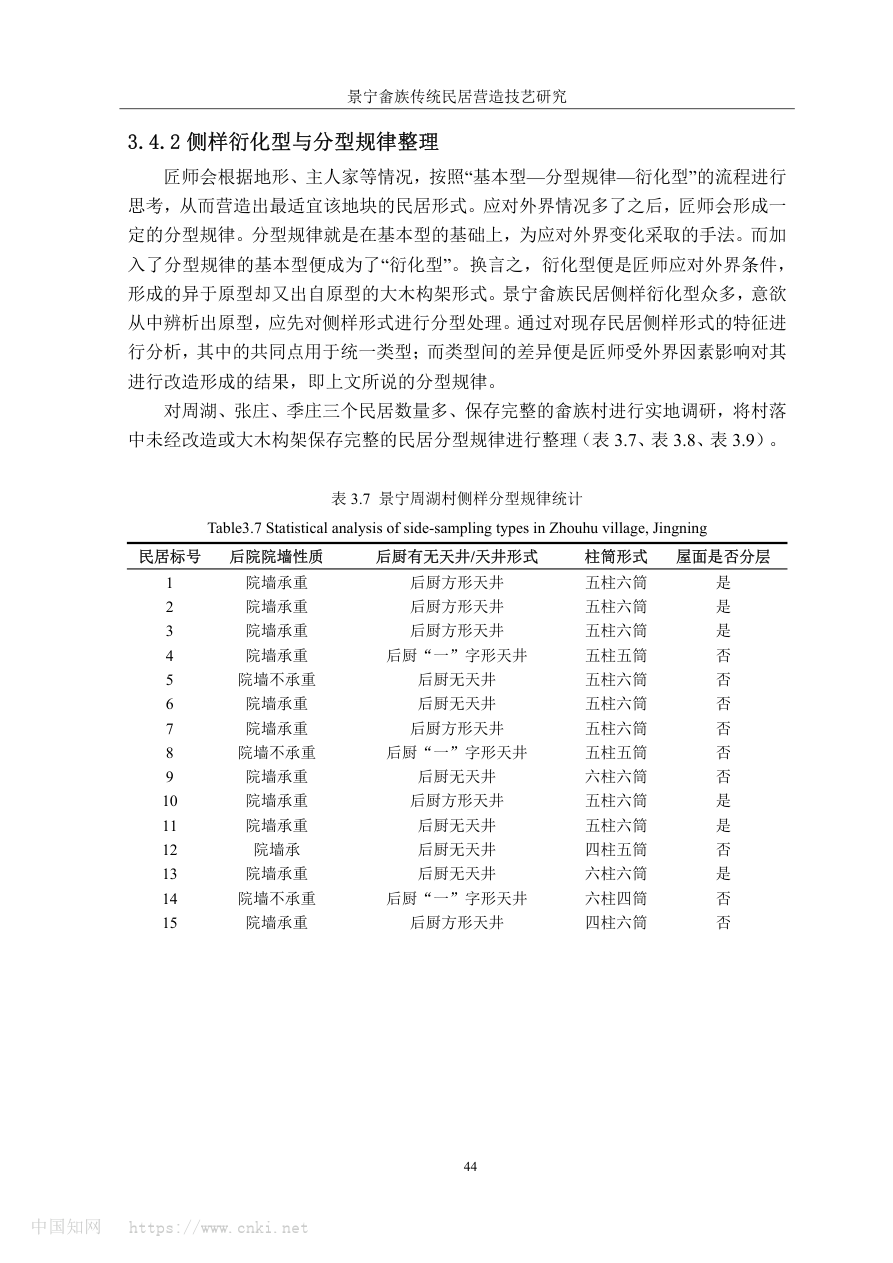 景宁畲族传统民居营造技艺研究
3.4.2 侧样衍化型与分型规律整理
匠师会根据地形、主人家等情况，按照“基本型—分型规律—衍化型”的流程进行
思考，从而营造出最适宜该地块的民居形式。应对外界情况多了之后，匠师会形成一
定的分型规律。分型规律就是在基本型的基础上，为应对外界变化采取的手法。而加
入了分型规律的基本型便成为了“衍化型”。换言之，衍化型便是匠师应对外界条件，
形成的异于原型却又出自原型的大木构架形式。景宁畲族民居侧样衍化型众多，意欲
从中辨析出原型，应先对侧样形式进行分型处理。通过对现存民居侧样形式的特征进
行分析，其中的共同点用于统一类型；而类型间的差异便是匠师受外界因素影响对其
进行改造形成的结果，即上文所说的分型规律。
对周湖、张庄、季庄三个民居数量多、保存完整的畲族村进行实地调研，将村落
中未经改造或大木构架保存完整的民居分型规律进行整理（表 3.7、表 3.8、表 3.9）。
表 3.7 景宁周湖村侧样分型规律统计
Table3.7 Statistical analysis of side-sampling types in Zhouhu village, Jingning
民居标号 后院院墙性质 后厨有无天井/天井形式 柱筒形式 屋面是否分层
1 院墙承重 后厨方形天井 五柱六筒 是
2 院墙承重 后厨方形天井 五柱六筒 是
3 院墙承重 后厨方形天井 五柱六筒 是
4 院墙承重 后厨“一”字形天井 五柱五筒 否
5 院墙不承重 后厨无天井 五柱六筒 否
6 院墙承重 后厨无天井 五柱六筒 否
7 院墙承重 后厨方形天井 五柱六筒 否
8 院墙不承重 后厨“一”字形天井 五柱五筒 否
9 院墙承重 后厨无天井 六柱六筒 否
10 院墙承重 后厨方形天井 五柱六筒 是
11 院墙承重 后厨无天井 五柱六筒 是
12 院墙承 后厨无天井 四柱五筒 否
13 院墙承重 后厨无天井 六柱六筒 是
14 院墙不承重 后厨“一”字形天井 六柱四筒 否
15 院墙承重 后厨方形天井 四柱六筒 否
44
中国知网 https://www.cnki.net